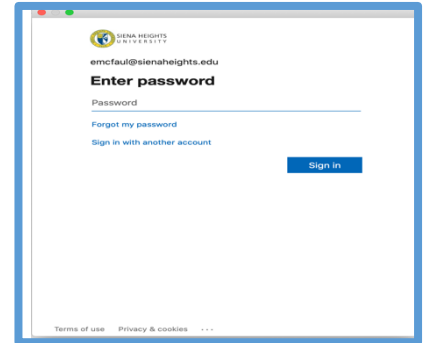 SIENA HEIGHTS
UNIVERSITY
emcfaul@sienaheights.edu
Enter password
Password
Forgot my password
Sign in with another account
Sign in
Terms of use Privacy & cookies ...